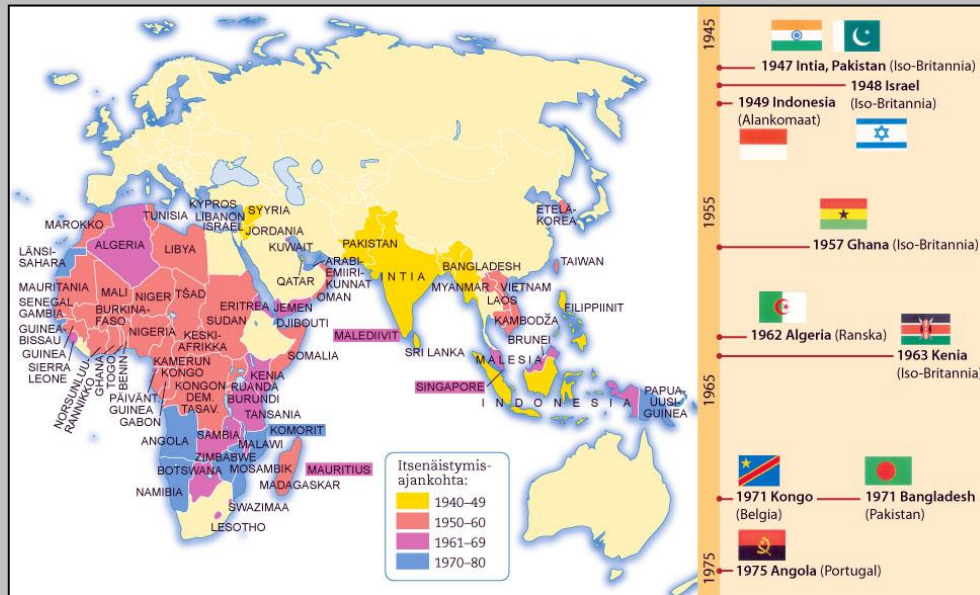 KYPROS
SYYRIA
TUNISIA
LIBANON
ISRAEL
MAROKKO
JORDANIA
ALGERIA
KUWAIT
LÄNSI-
SAHARA
LIBYA
PAKISTAN
ETELÄ-
KOREA
ARABI-
EMIIRI-
KUNNAT
QATAR
OMAN
INTIA
BANGLADESH
TAIWAN
MYANMAR
VIETNAM
LAOS
MAURITANIA
MALI
NIGER
TŠAD
ERITREA
JEMEN
SENEGAL
GAMBIA
BURKINA-
FASO
SUDAN
DJIBOUTI
KAMBODŽA
FILIPPIINIT
GUINEA-
BISSAU
NIGERIA
KESKI-
AFRIKKA
MALEDIIVIT
BRUNEI
GUINEA
SOMALIA
SRI LANKA
MALESIA
SIERRA
LEONE
NORSUNLUU-
RANNIKKO
GHANA
TOGO
BENIN
KAMERUN
KONGO
KENIA
RUANDA
BURUNDI
SINGAPORE
INDONESIA
PAPUA-
UUSI-
GUINEA
PÄIVÄNT.
GUINEA
GABON
KONGON
DEM.
TASAV.
TANSANIA
ANGOLA
SAMBIA
KOMORIT
MALAWI
ZIMBABWE
BOTSWANA
MOSAMBIK
MAURITIUS
NAMIBIA
MADAGASKAR
SWAZIMAA
LESOTHO
Itsenäistymis-
ajankohta:
1940–49
1950–60
1961–69
1970–80
1945
1947 Intia, Pakistan (Iso-Britannia)
1948 Israel
(Iso-Britannia)
1949 Indonesia
(Alankomaat)
1955
1957 Ghana (Iso-Britannia)
1962 Algeria (Ranska)
1963 Kenia
(Iso-Britannia)
1965
1971 Kongo
(Belgia)
1971 Bangladesh
(Pakistan)
1975
1975 Angola (Portugal)